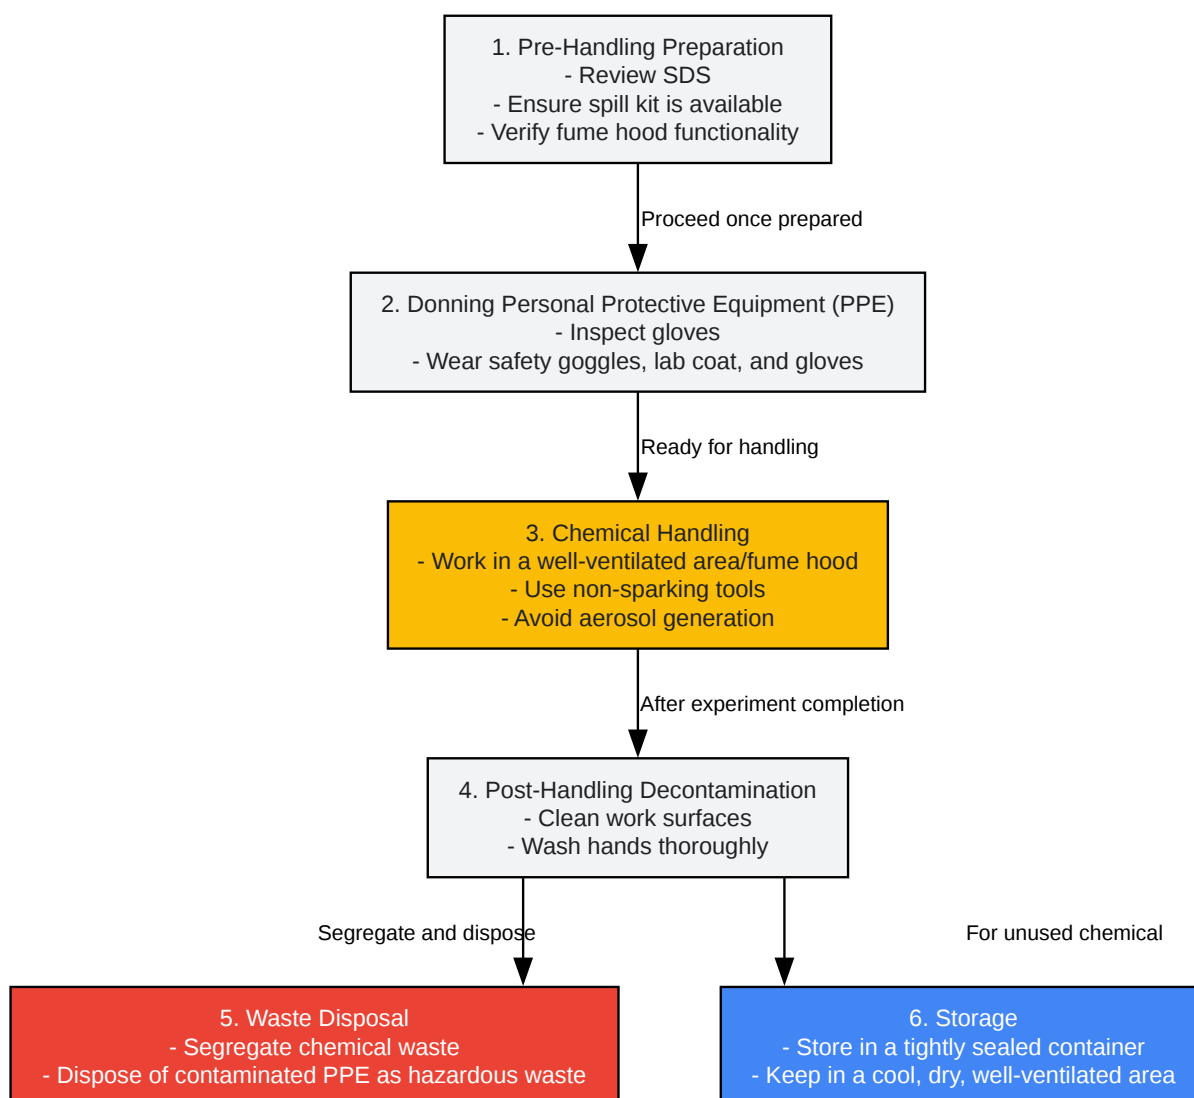 1. Pre-Handling Preparation
- Review SDS
- Ensure spill kit is available
- Verify fume hood functionality
Proceed once prepared
2. Donning Personal Protective Equipment (PPE)
- Inspect gloves
- Wear safety goggles, lab coat, and gloves
Ready for handling
3. Chemical Handling
- Work in a well-ventilated area/fume hood
- Use non-sparking tools
- Avoid aerosol generation
After experiment completion
4. Post-Handling Decontamination
- Clean work surfaces
- Wash hands thoroughly
Segregate and dispose
For unused chemical
5. Waste Disposal
- Segregate chemical waste
- Dispose of contaminated PPE as hazardous waste
6. Storage
- Store in a tightly sealed container
- Keep in a cool, dry, well-ventilated area